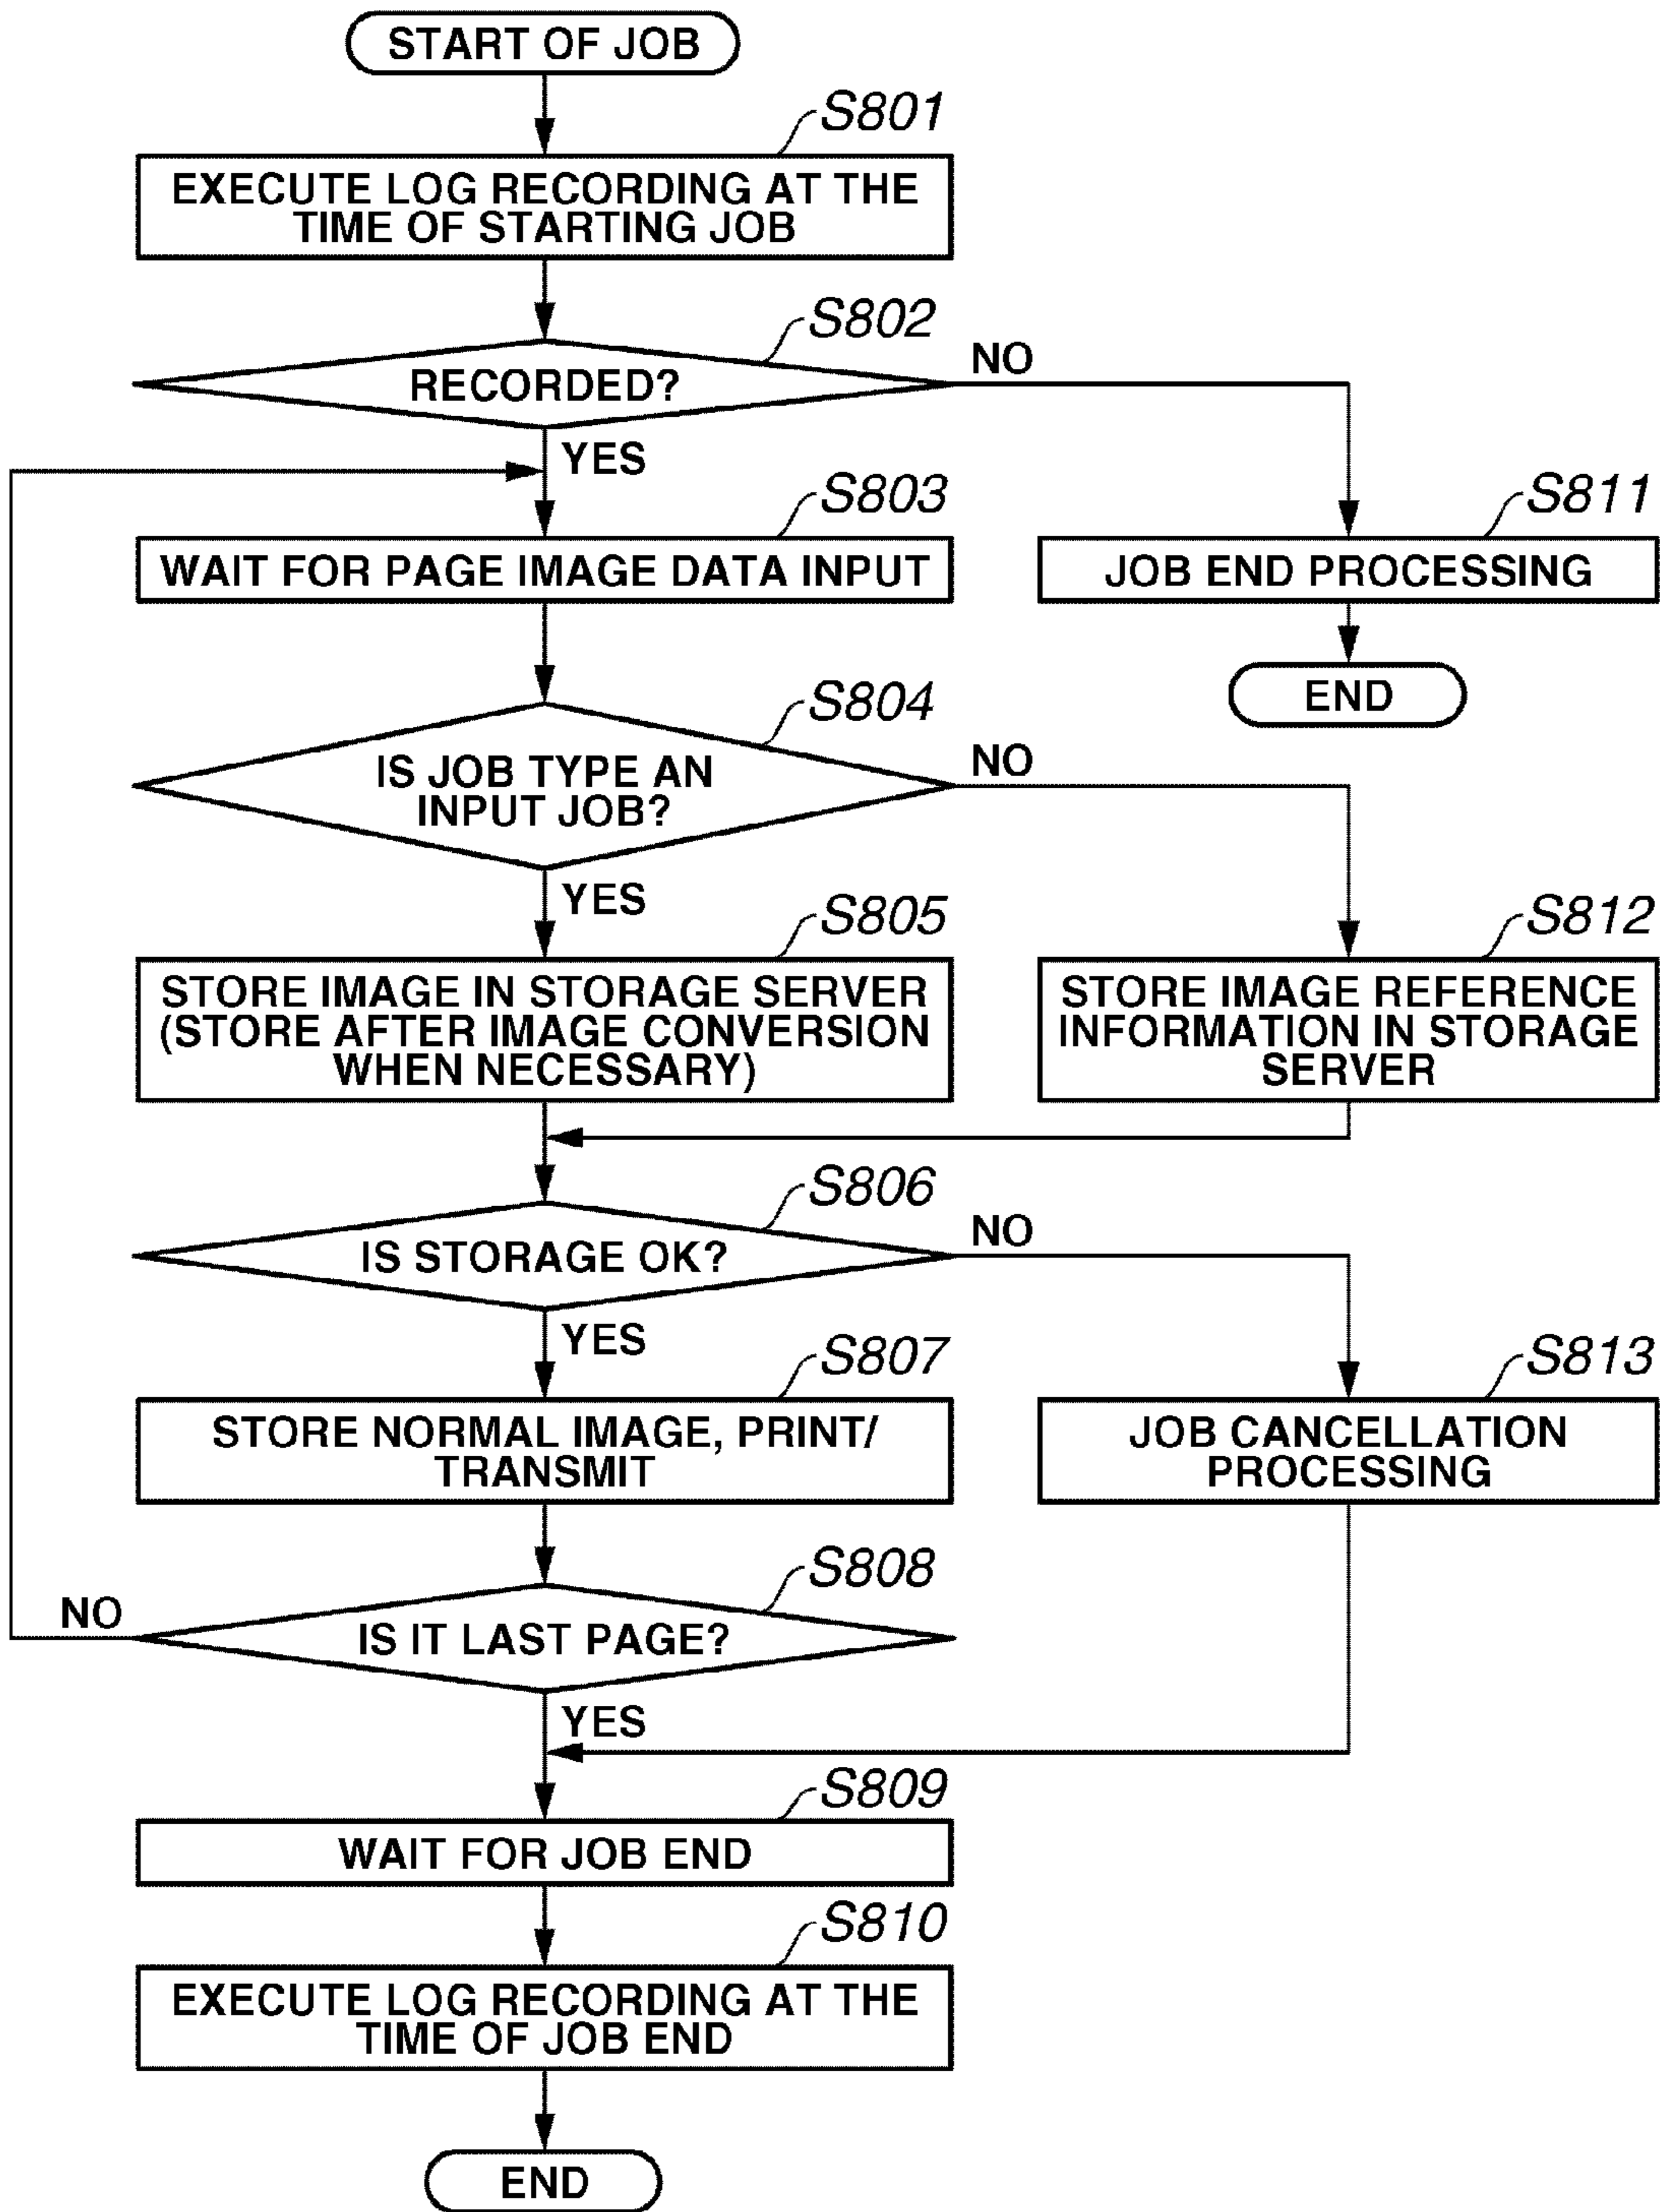 START OF JOB
S801
EXECUTE LOG RECORDING AT THE
TIME OF STARTING JOB
S802
RECORDED?
NO
YES
S803
WAIT FOR PAGE IMAGE DATA INPUT
S811
JOB END PROCESSING
END
S804
IS JOB TYPE AN
INPUT JOB?
NO
YES
S805
STORE IMAGE IN STORAGE SERVER
(STORE AFTER IMAGE CONVERSION
WHEN NECESSARY)
S812
STORE IMAGE REFERENCE
INFORMATION IN STORAGE
SERVER
S806
IS STORAGE OK?
NO
YES
S807
STORE NORMAL IMAGE, PRINT/
TRANSMIT
S813
JOB CANCELLATION
PROCESSING
S808
IS IT LAST PAGE?
NO
YES
S809
WAIT FOR JOB END
S810
EXECUTE LOG RECORDING AT THE
TIME OF JOB END
END